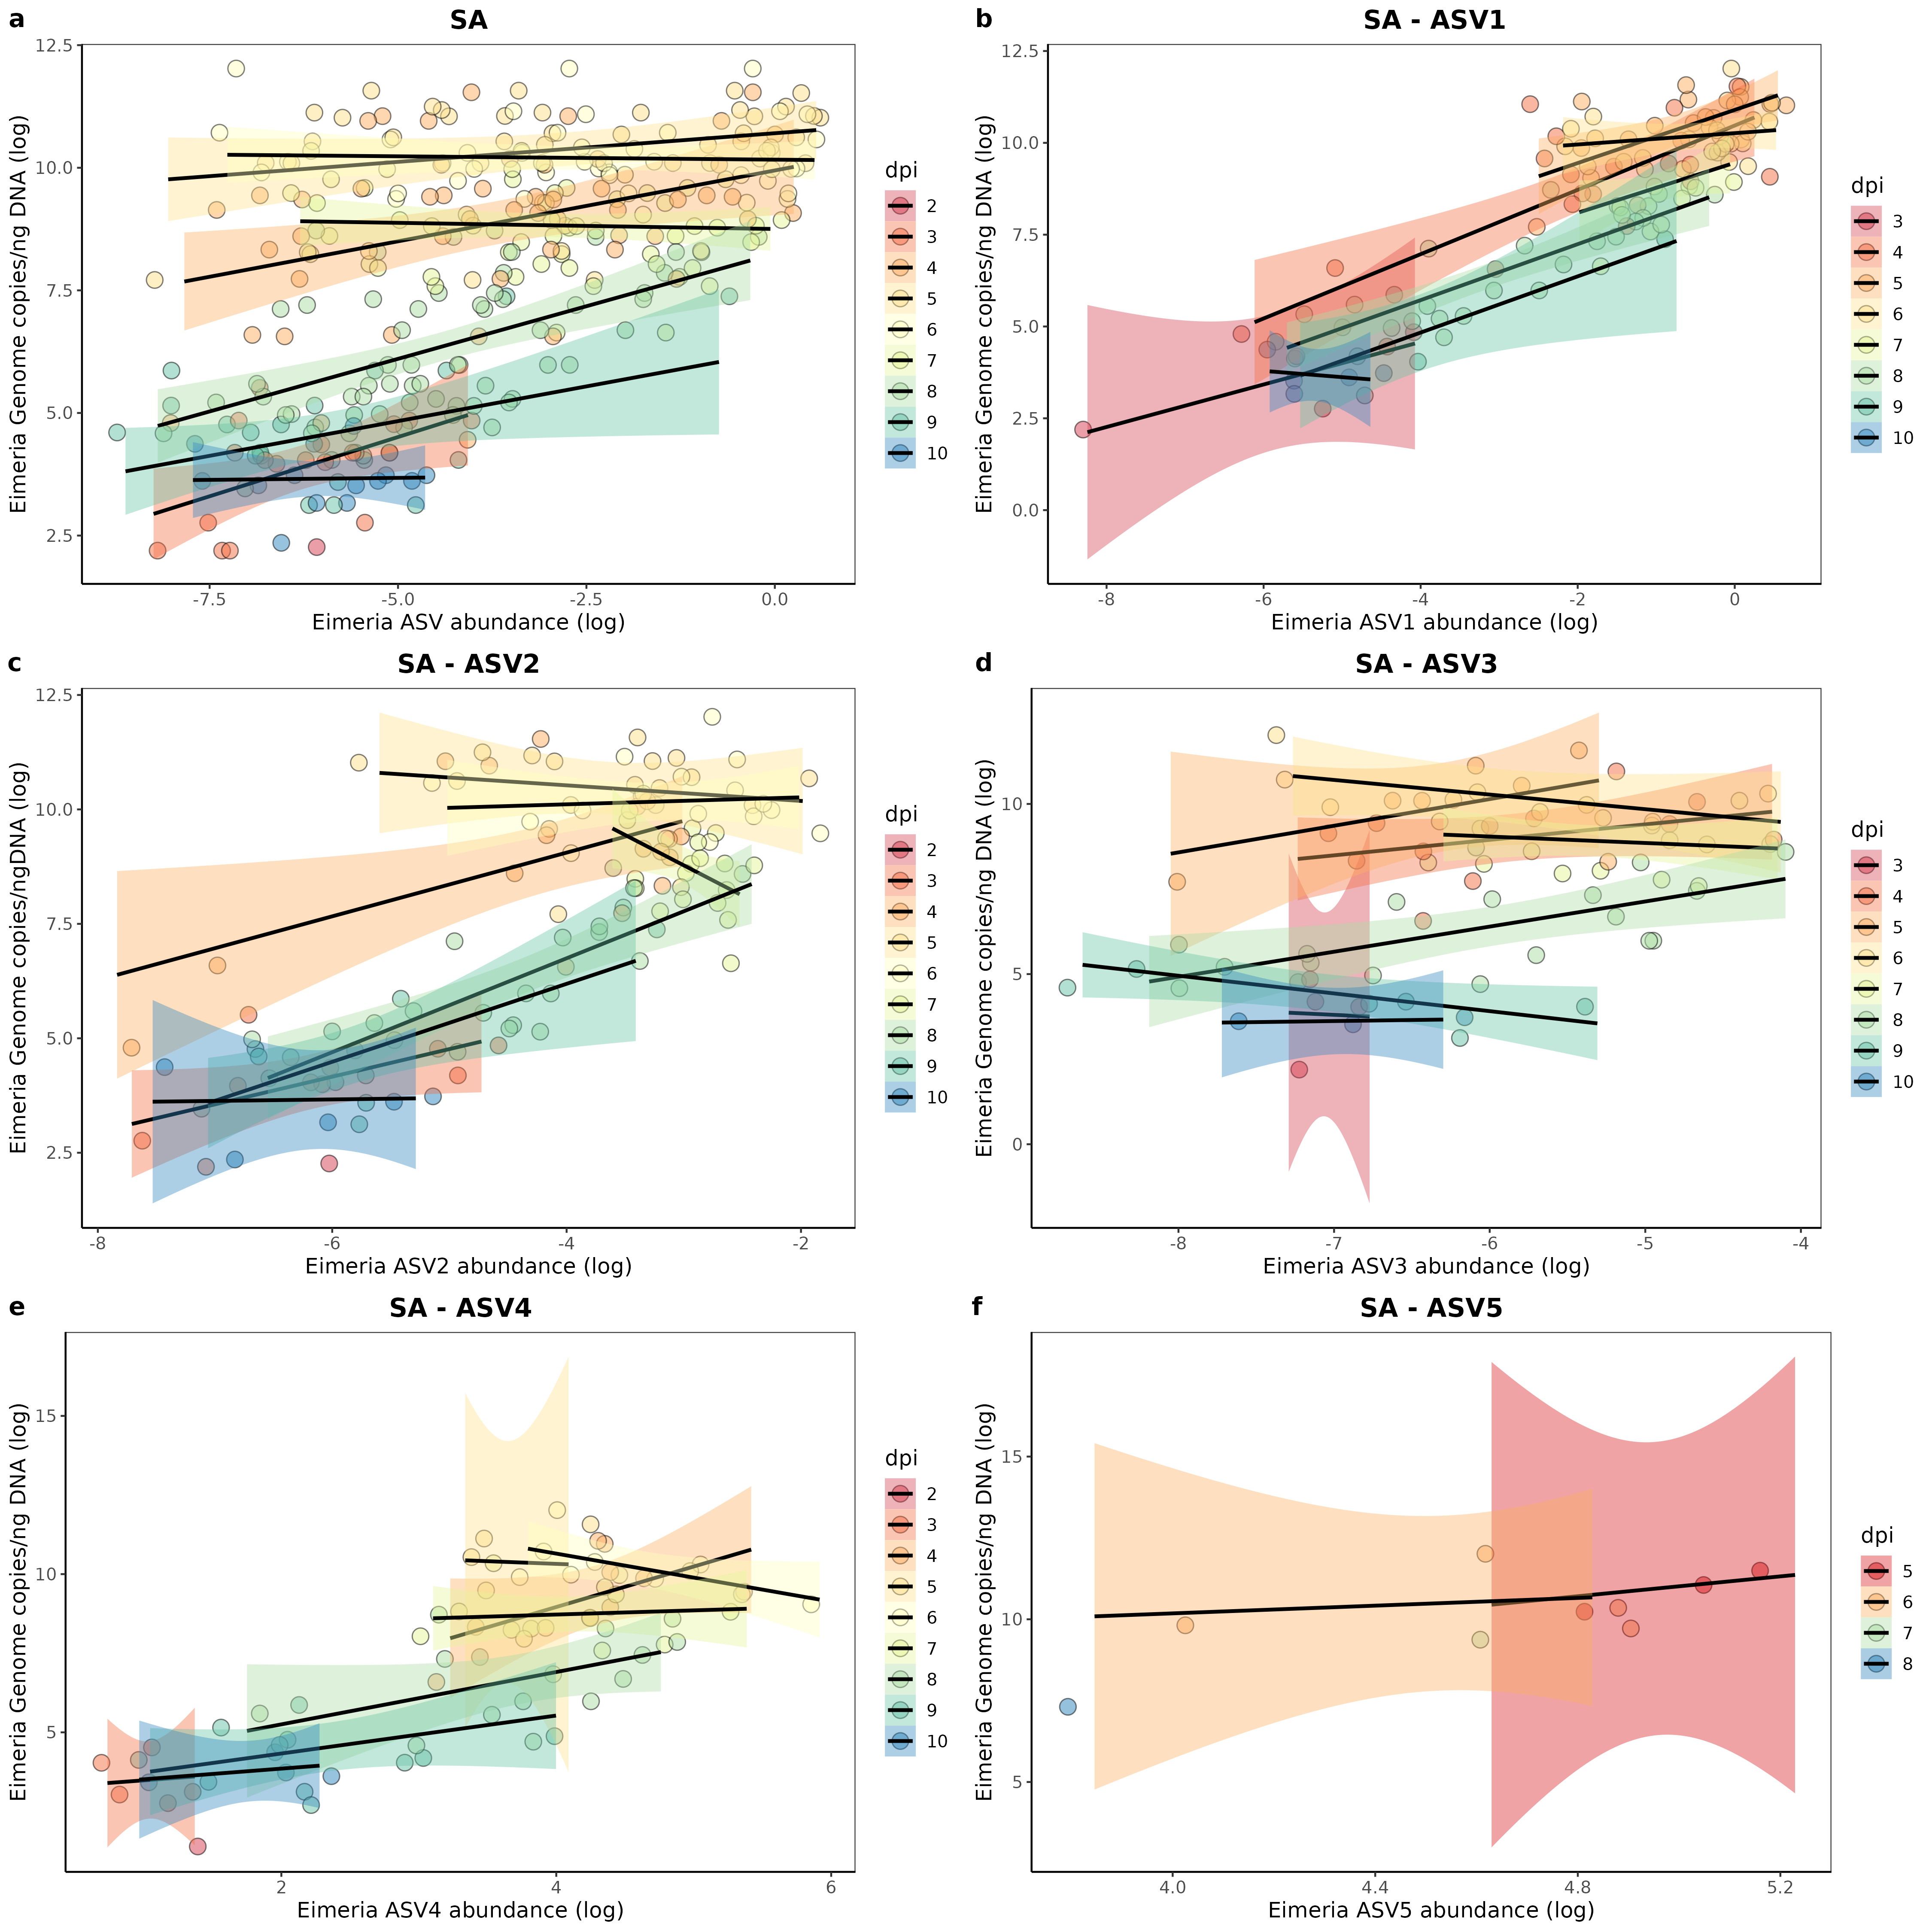 a
SA
Eimeria Genome copies/ng DNA (log)
12.5
10.0
7.5
5.0
2.5
-7.5 -5.0 -2.5 0.0
Eimeria ASV abundance (log)
dpi
2
3
4
5
6
7
8
9
10
b
SA - ASV1
Eimeria Genome copies/ng DNA (log)
12.5
10.0
7.5
5.0
2.5
0.0
-8 -6 -4 -2 0
Eimeria ASV1 abundance (log)
dpi
3
4
5
6
7
8
9
10
c
SA - ASV2
Eimeria Genome copies/ngDNA (log)
12.5
10.0
7.5
5.0
2.5
-8 -6 -4 -2
Eimeria ASV2 abundance (log)
dpi
2
3
4
5
6
7
8
9
10
d
SA - ASV3
Eimeria Genome copies/ng DNA (log)
10
5
0
-8 -7 -6 -5 -4
Eimeria ASV3 abundance (log)
dpi
3
4
5
6
7
8
9
10
e
SA - ASV4
Eimeria Genome copies/ng DNA (log)
15
10
5
2 4 6
Eimeria ASV4 abundance (log)
dpi
2
3
4
5
6
7
8
9
10
f
SA - ASV5
Eimeria Genome copies/ng DNA (log)
15
10
5
4.0 4.4 4.8 5.2
Eimeria ASV5 abundance (log)
dpi
5
6
7
8